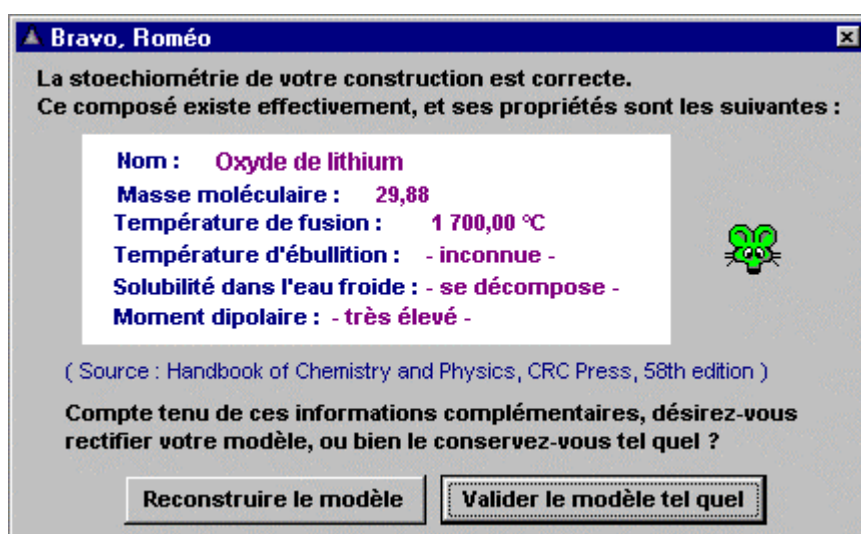 Bravo, Roméo
La stoechiométrie de votre construction est correcte.
Ce composé existe effectivement, et ses propriétés sont les suivantes :
Nom : Oxyde de lithium
Masse moléculaire : 29,88
Température de fusion : 1 700,00 °C
Température d'ébullition : - inconnue -
Solubilité dans l'eau froide : - se décompose -
Moment dipolaire : - très élevé -
( Source : Handbook of Chemistry and Physics, CRC Press, 58th edition )
Compte tenu de ces informations complémentaires, désirez-vous
rectifier votre modèle, ou bien le conservez-vous tel quel ?
Reconstruire le modèle
Valider le modèle tel quel